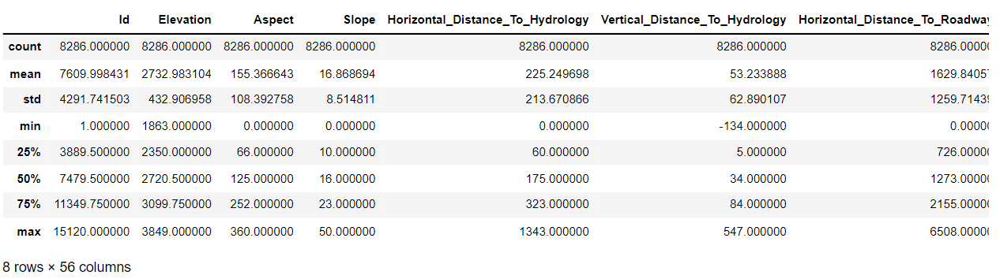 Id Elevation Aspect Slope Horizontal_Distance_To_Hydrology Vertical_Distance_To_Hydrology Horizontal_Distance_To_Roadway
count 8286.000000 8286.000000 8286.000000 8286.000000 8286.000000 8286.000000 8286.00000
mean 7609.998431 2732.983104 155.366643 16.868694 225.249698 53.233888 1629.84057
std 4291.741503 432.906958 108.392758 8.514811 213.670866 62.890107 1259.71439
min 1.000000 1863.000000 0.000000 0.000000 0.000000 -134.000000 0.00000
25% 3889.500000 2350.000000 66.000000 10.000000 60.000000 5.000000 726.00000
50% 7479.500000 2720.500000 125.000000 16.000000 175.000000 34.000000 1273.00000
75% 11349.750000 3099.750000 252.000000 23.000000 323.000000 84.000000 2155.00000
max 15120.000000 3849.000000 360.000000 50.000000 1343.000000 547.000000 6508.00000
8 rows × 56 columns